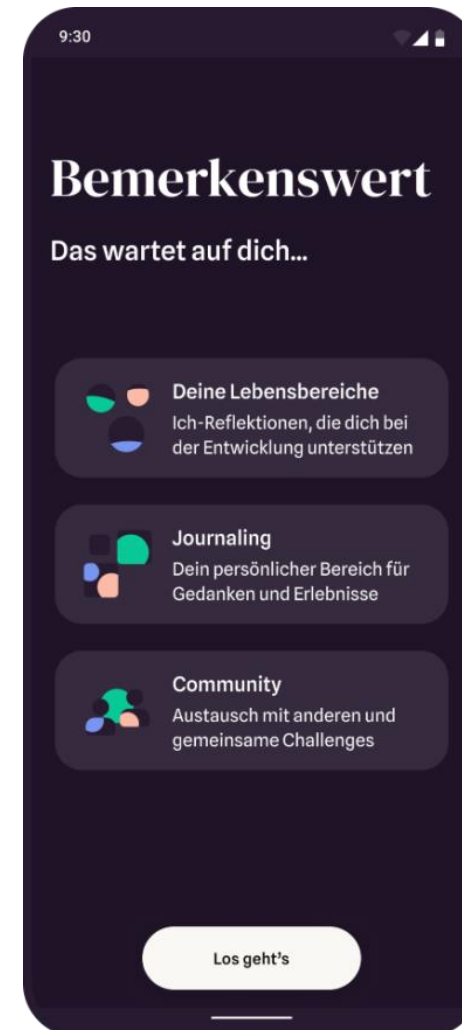 9:30
Bemerkenswert
Das wartet auf dich...
Deine Lebensbereiche
Ich-Reflektionen, die dich bei
der Entwicklung unterstützen
Journaling
Dein persönlicher Bereich für
Gedanken und Erlebnisse
Community
Austausch mit anderen und
gemeinsame Challenges
Los geht's